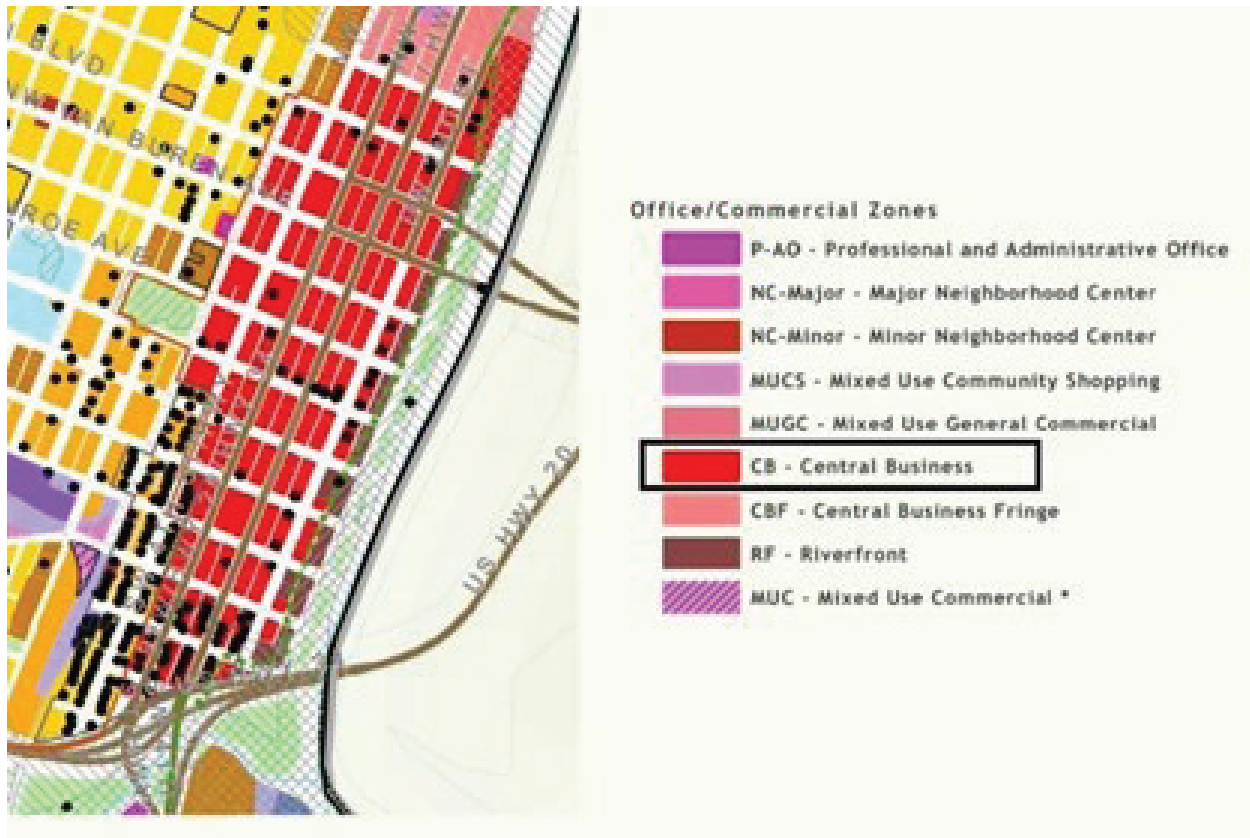 BLVD
NW VAN BUREN AVE
ROE AVE
US HWY 20
Office/Commercial Zones
P-AO - Professional and Administrative Office
NC-Major - Major Neighborhood Center
NC-Minor - Minor Neighborhood Center
MUCS - Mixed Use Community Shopping
MUGC - Mixed Use General Commercial
CB - Central Business
CBF - Central Business Fringe
RF - Riverfront
MUC - Mixed Use Commercial *